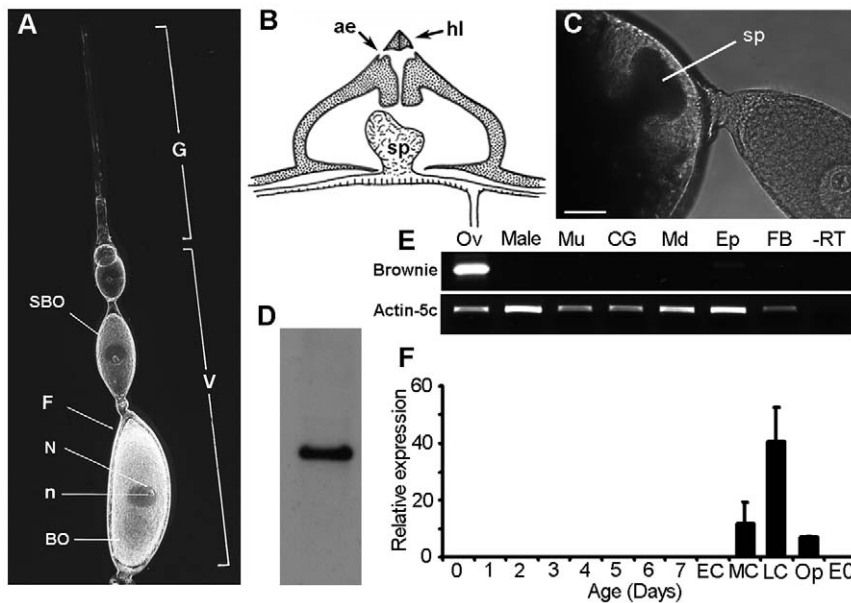 A
G
SBO
V
F
N
n
BO
B
ae
hl
sp
C
sp
D
E
Ov Male Mu CG Md Ep FB -RT
Brownie
Actin-5c
F
60
40
20
0
Relative expression
0 1 2 3 4 5 6 7 EC MC LC Op E0
Age (Days)